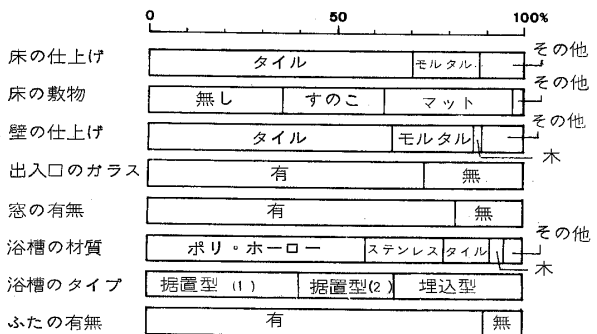 0 50 100%
その他
床の仕上げ タイル モルタル
その他
床の敷物 無し すのこ マット
その他
壁の仕上げ タイル モルタル
木
出入口のガラス 有 無
窓の有無 有 無
その他
浴槽の材質 ポリ・ホーロー ステンレス タイル
木
浴槽のタイプ 据置型(1) 据置型(2) 埋込型
ふたの有無 有 無